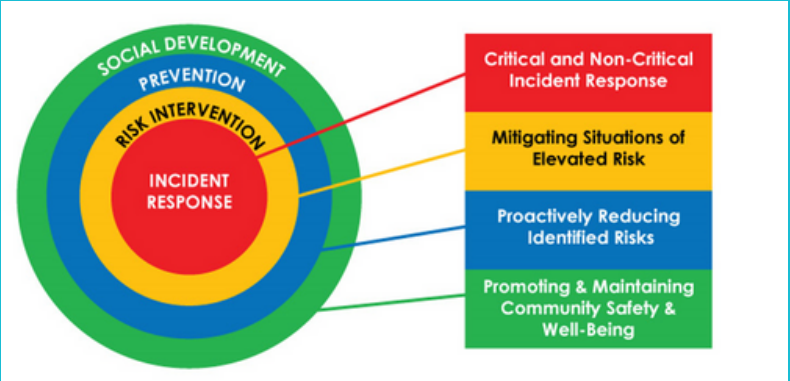 SOCIAL DEVELOPMENT
PREVENTION
RISK INTERVENTION
INCIDENT
RESPONSE
Critical and Non-Critical
Incident Response
Mitigating Situations of
Elevated Risk
Proactively Reducing
Identified Risks
Promoting & Maintaining
Community Safety &
Well-Being